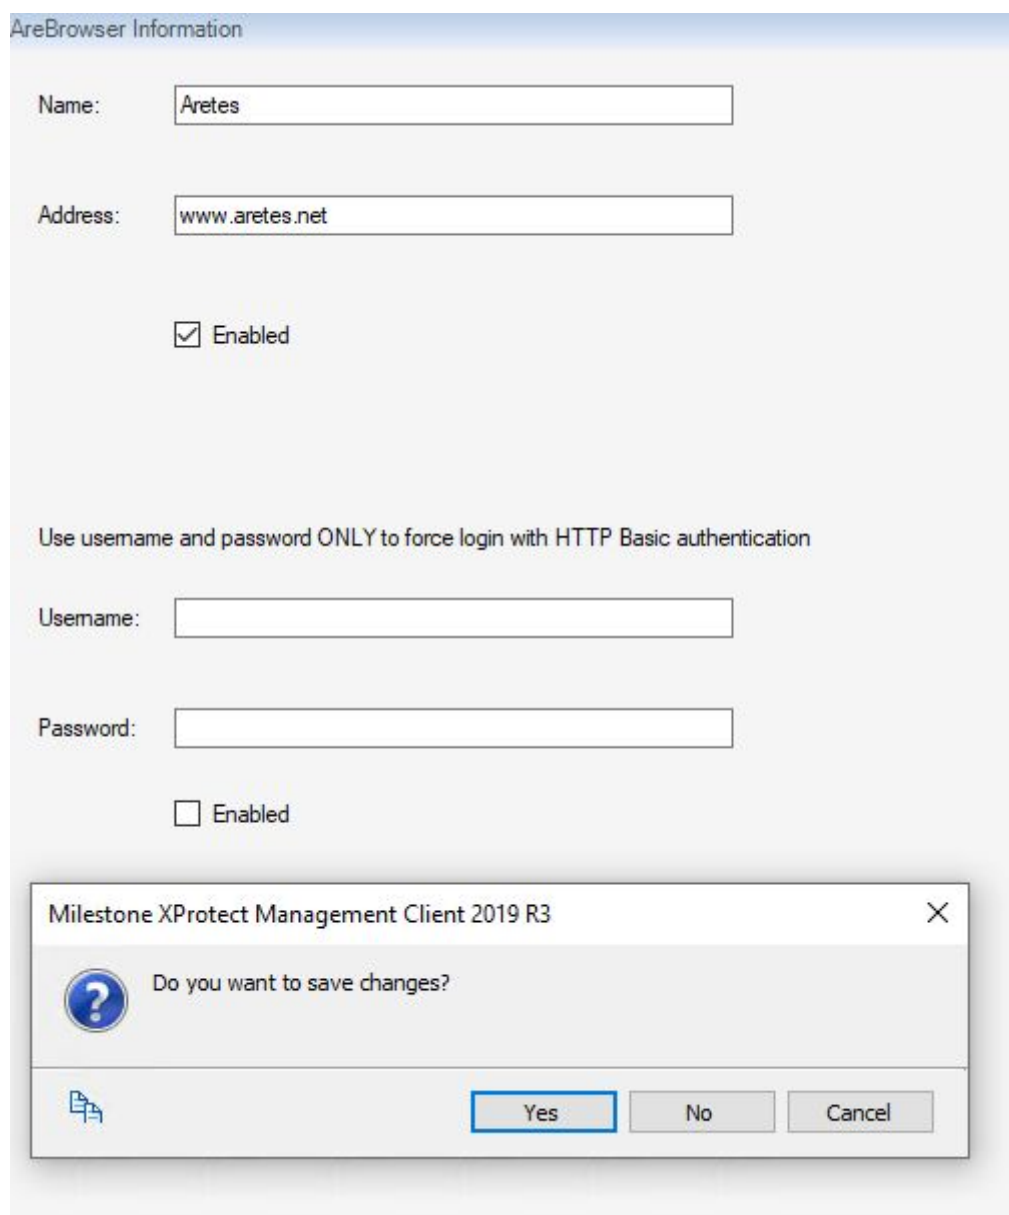 AreBrowser Information
Name: Aretes
Address: www.aretes.net
Enabled
Use username and password ONLY to force login with HTTP Basic authentication
Username:
Password:
Enabled
Milestone XProtect Management Client 2019 R3
Do you want to save changes?
Yes No Cancel